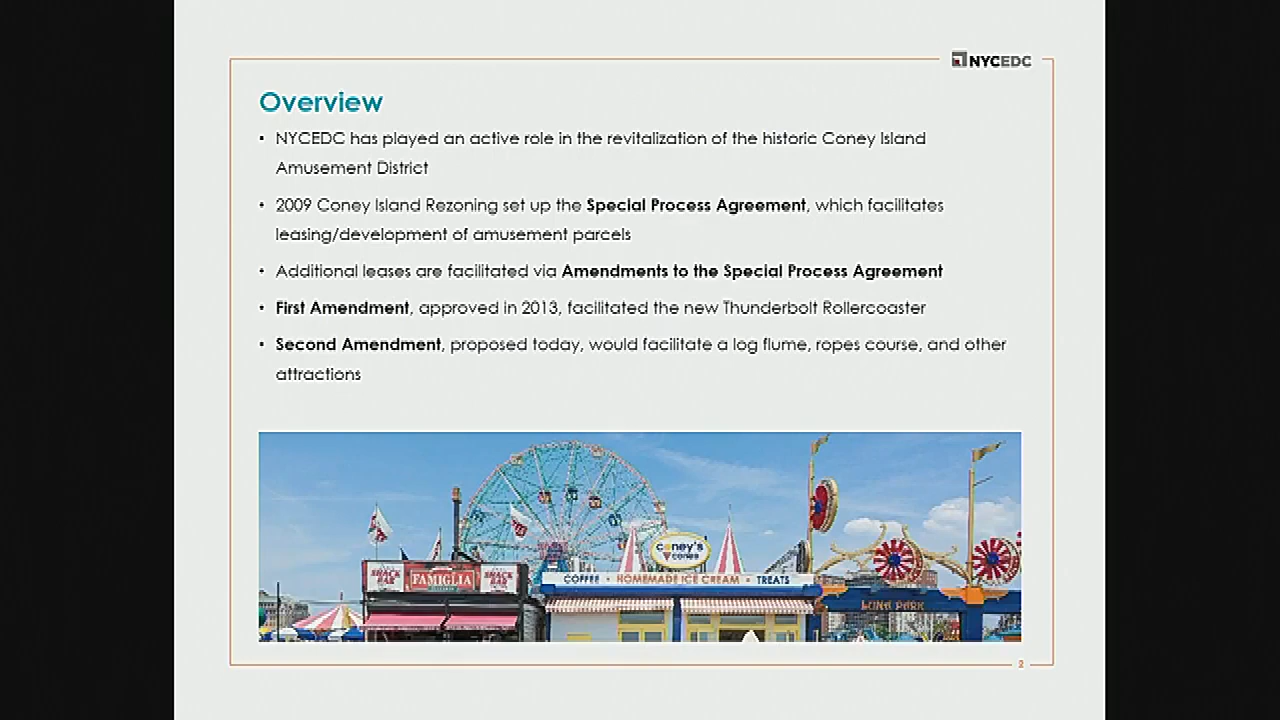 NYCEDC
Overview
• NYCEDC has played an active role in the revitalization of the historic Coney Island
Amusement District
• 2009 Coney Island Rezoning set up the Special Process Agreement, which facilitates
leasing/development of amusement parcels
• Additional leases are facilitated via Amendments to the Special Process Agreement
• First Amendment, approved in 2013, facilitated the new Thunderbolt Rollercoaster
• Second Amendment, proposed today, would facilitate a log flume, ropes course, and other
attractions
coney's
cones
SNACK
BAR
FAMIGLIA
SNACK
BAR
COFFEE • HOMEMADE ICE CREAM • TREATS
LUNA PARK